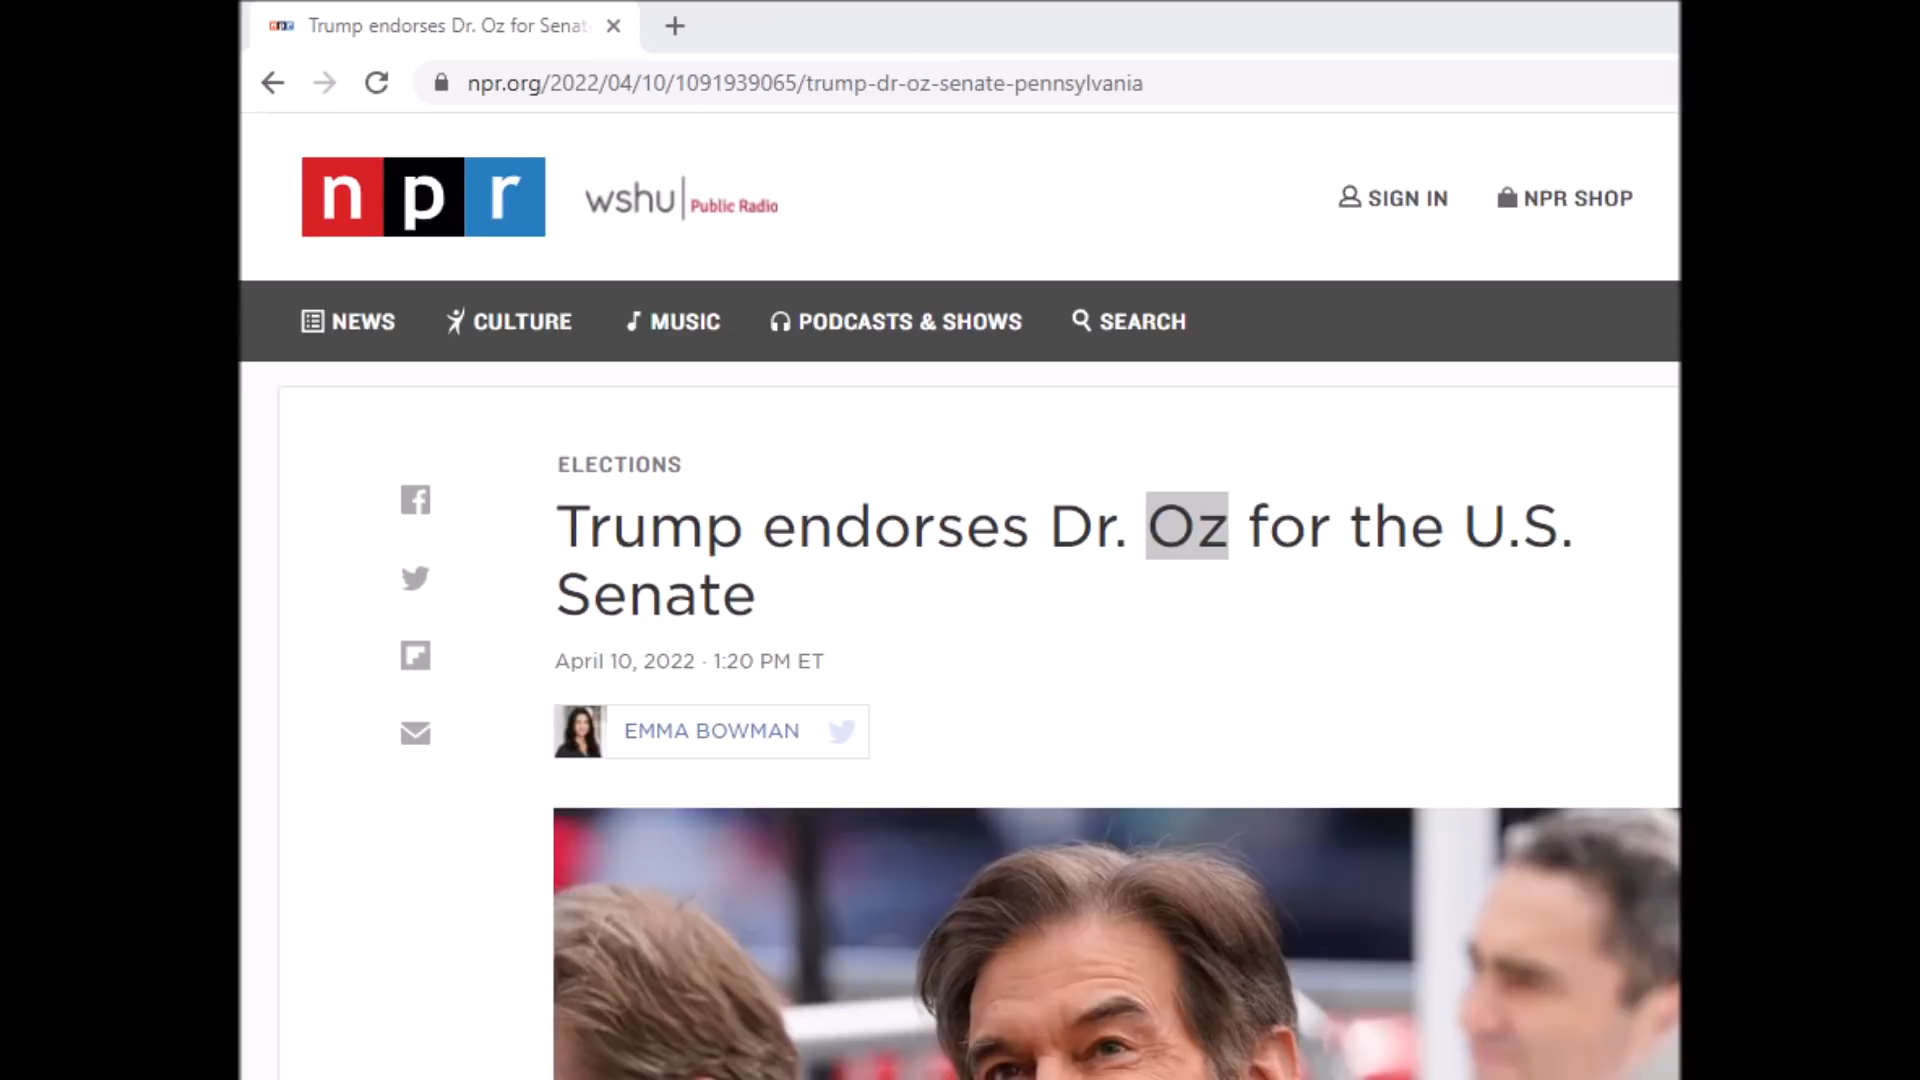 npr Trump endorses Dr. Oz for Senat
npr.org/2022/04/10/1091939065/trump-dr-oz-senate-pennsylvania
npr wshu Public Radio SIGN IN NPR SHOP
NEWS CULTURE MUSIC PODCASTS & SHOWS SEARCH
ELECTIONS
Trump endorses Dr. Oz for the U.S.
Senate
April 10, 2022 · 1:20 PM ET
EMMA BOWMAN